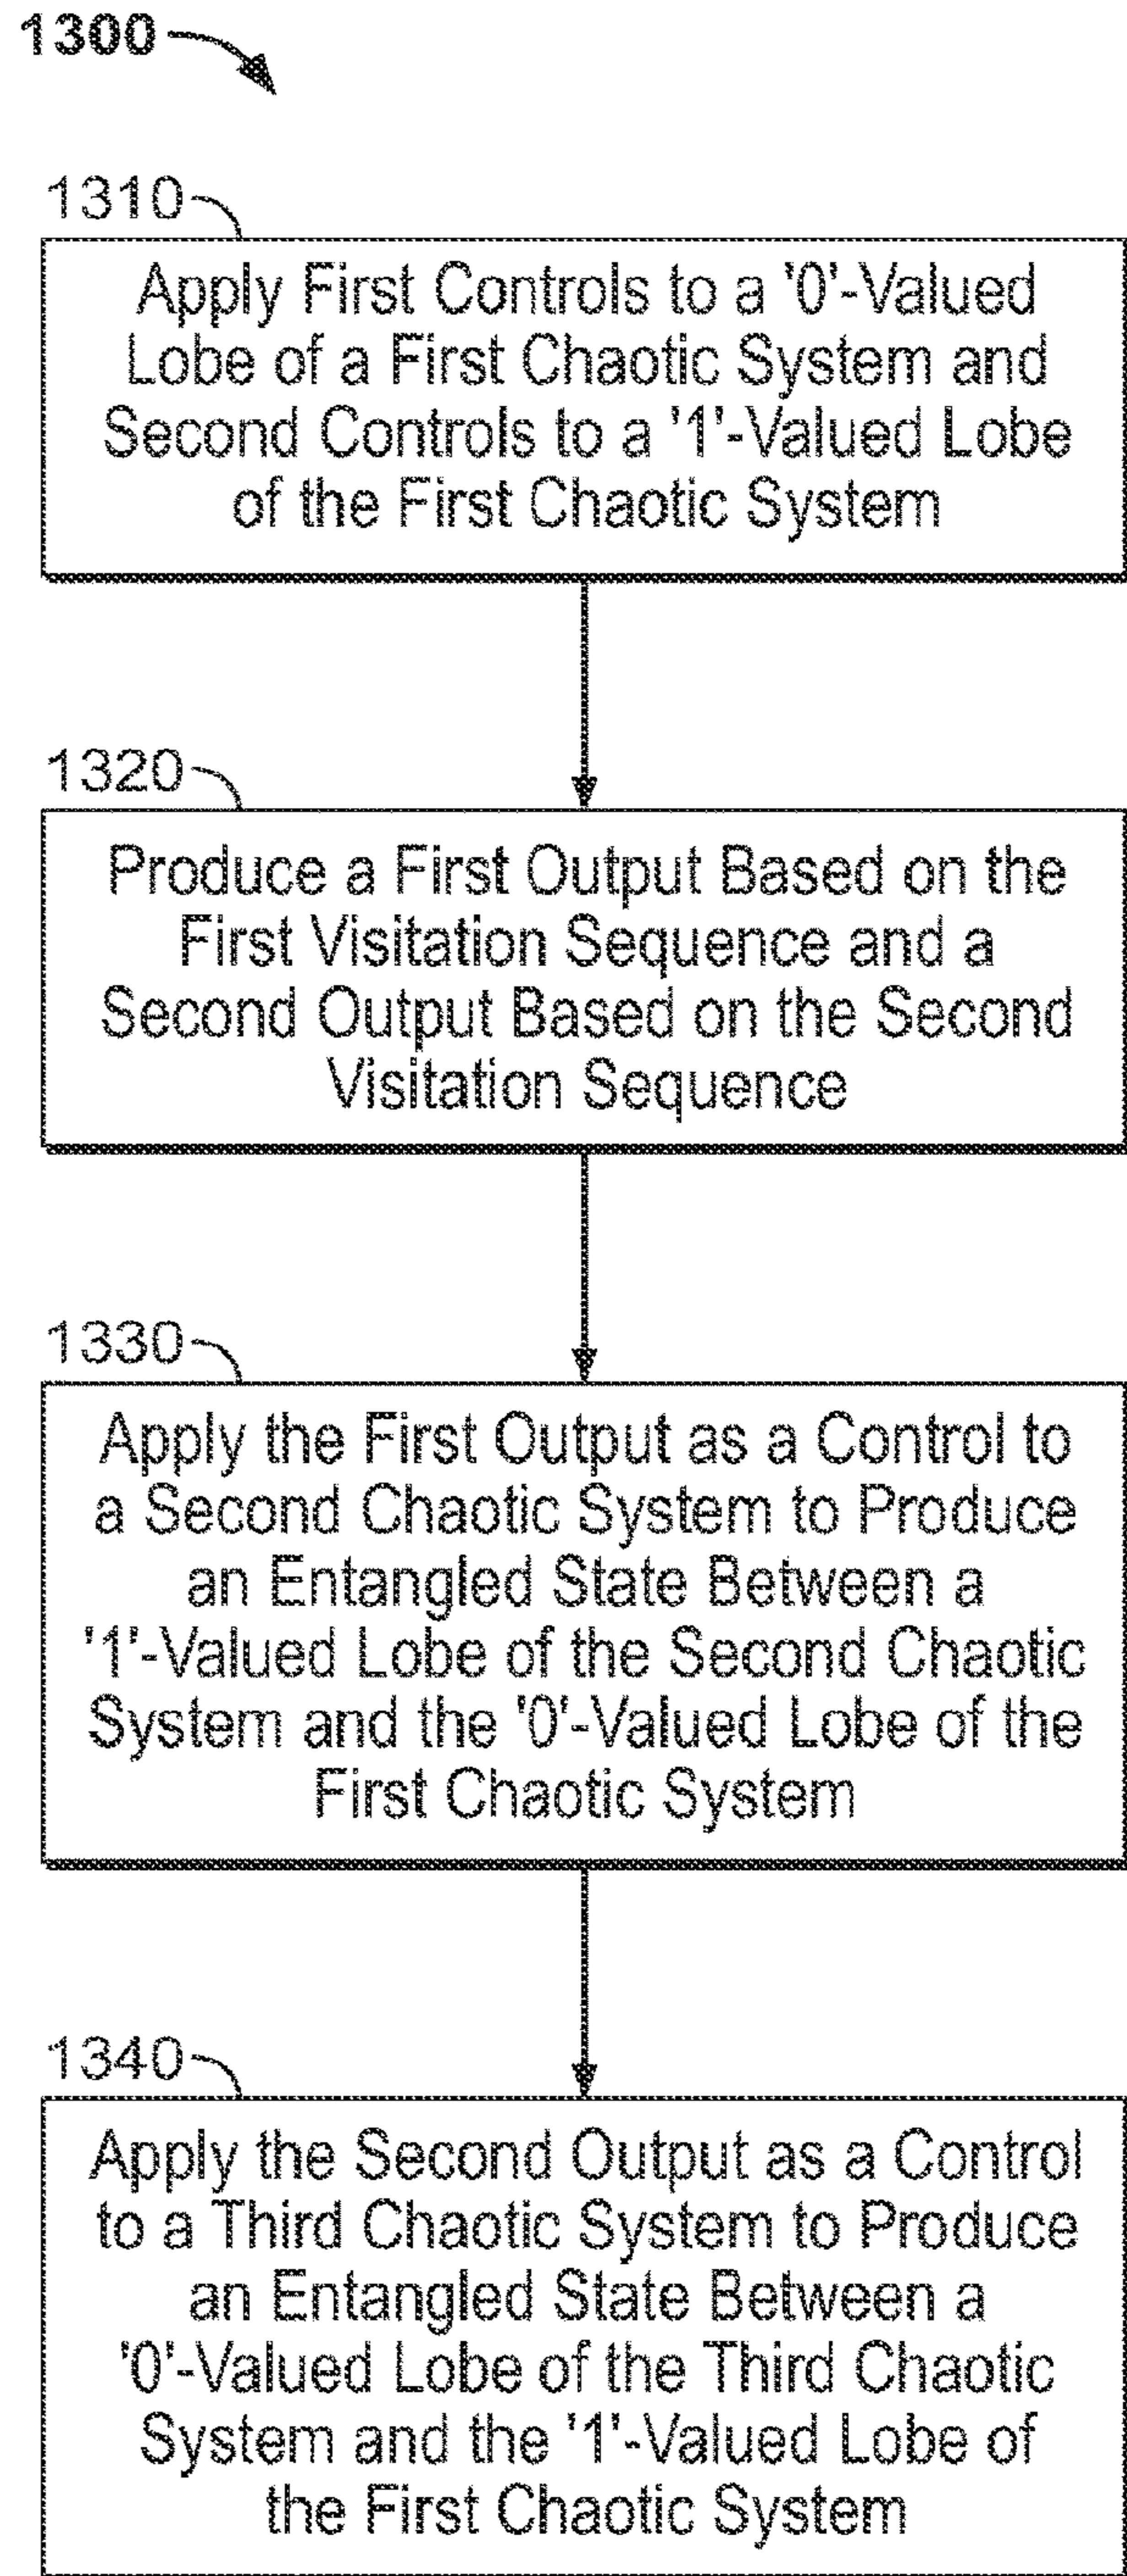 1300
1310
Apply First Controls to a '0'-Valued
Lobe of a First Chaotic System and
Second Controls to a '1'-Valued Lobe
of the First Chaotic System
1320
Produce a First Output Based on the
First Visitation Sequence and a
Second Output Based on the Second
Visitation Sequence
1330
Apply the First Output as a Control to
a Second Chaotic System to Produce
an Entangled State Between a
'1'-Valued Lobe of the Second Chaotic
System and the '0'-Valued Lobe of the
First Chaotic System
1340
Apply the Second Output as a Control
to a Third Chaotic System to Produce
an Entangled State Between a
'0'-Valued Lobe of the Third Chaotic
System and the '1'-Valued Lobe of
the First Chaotic System